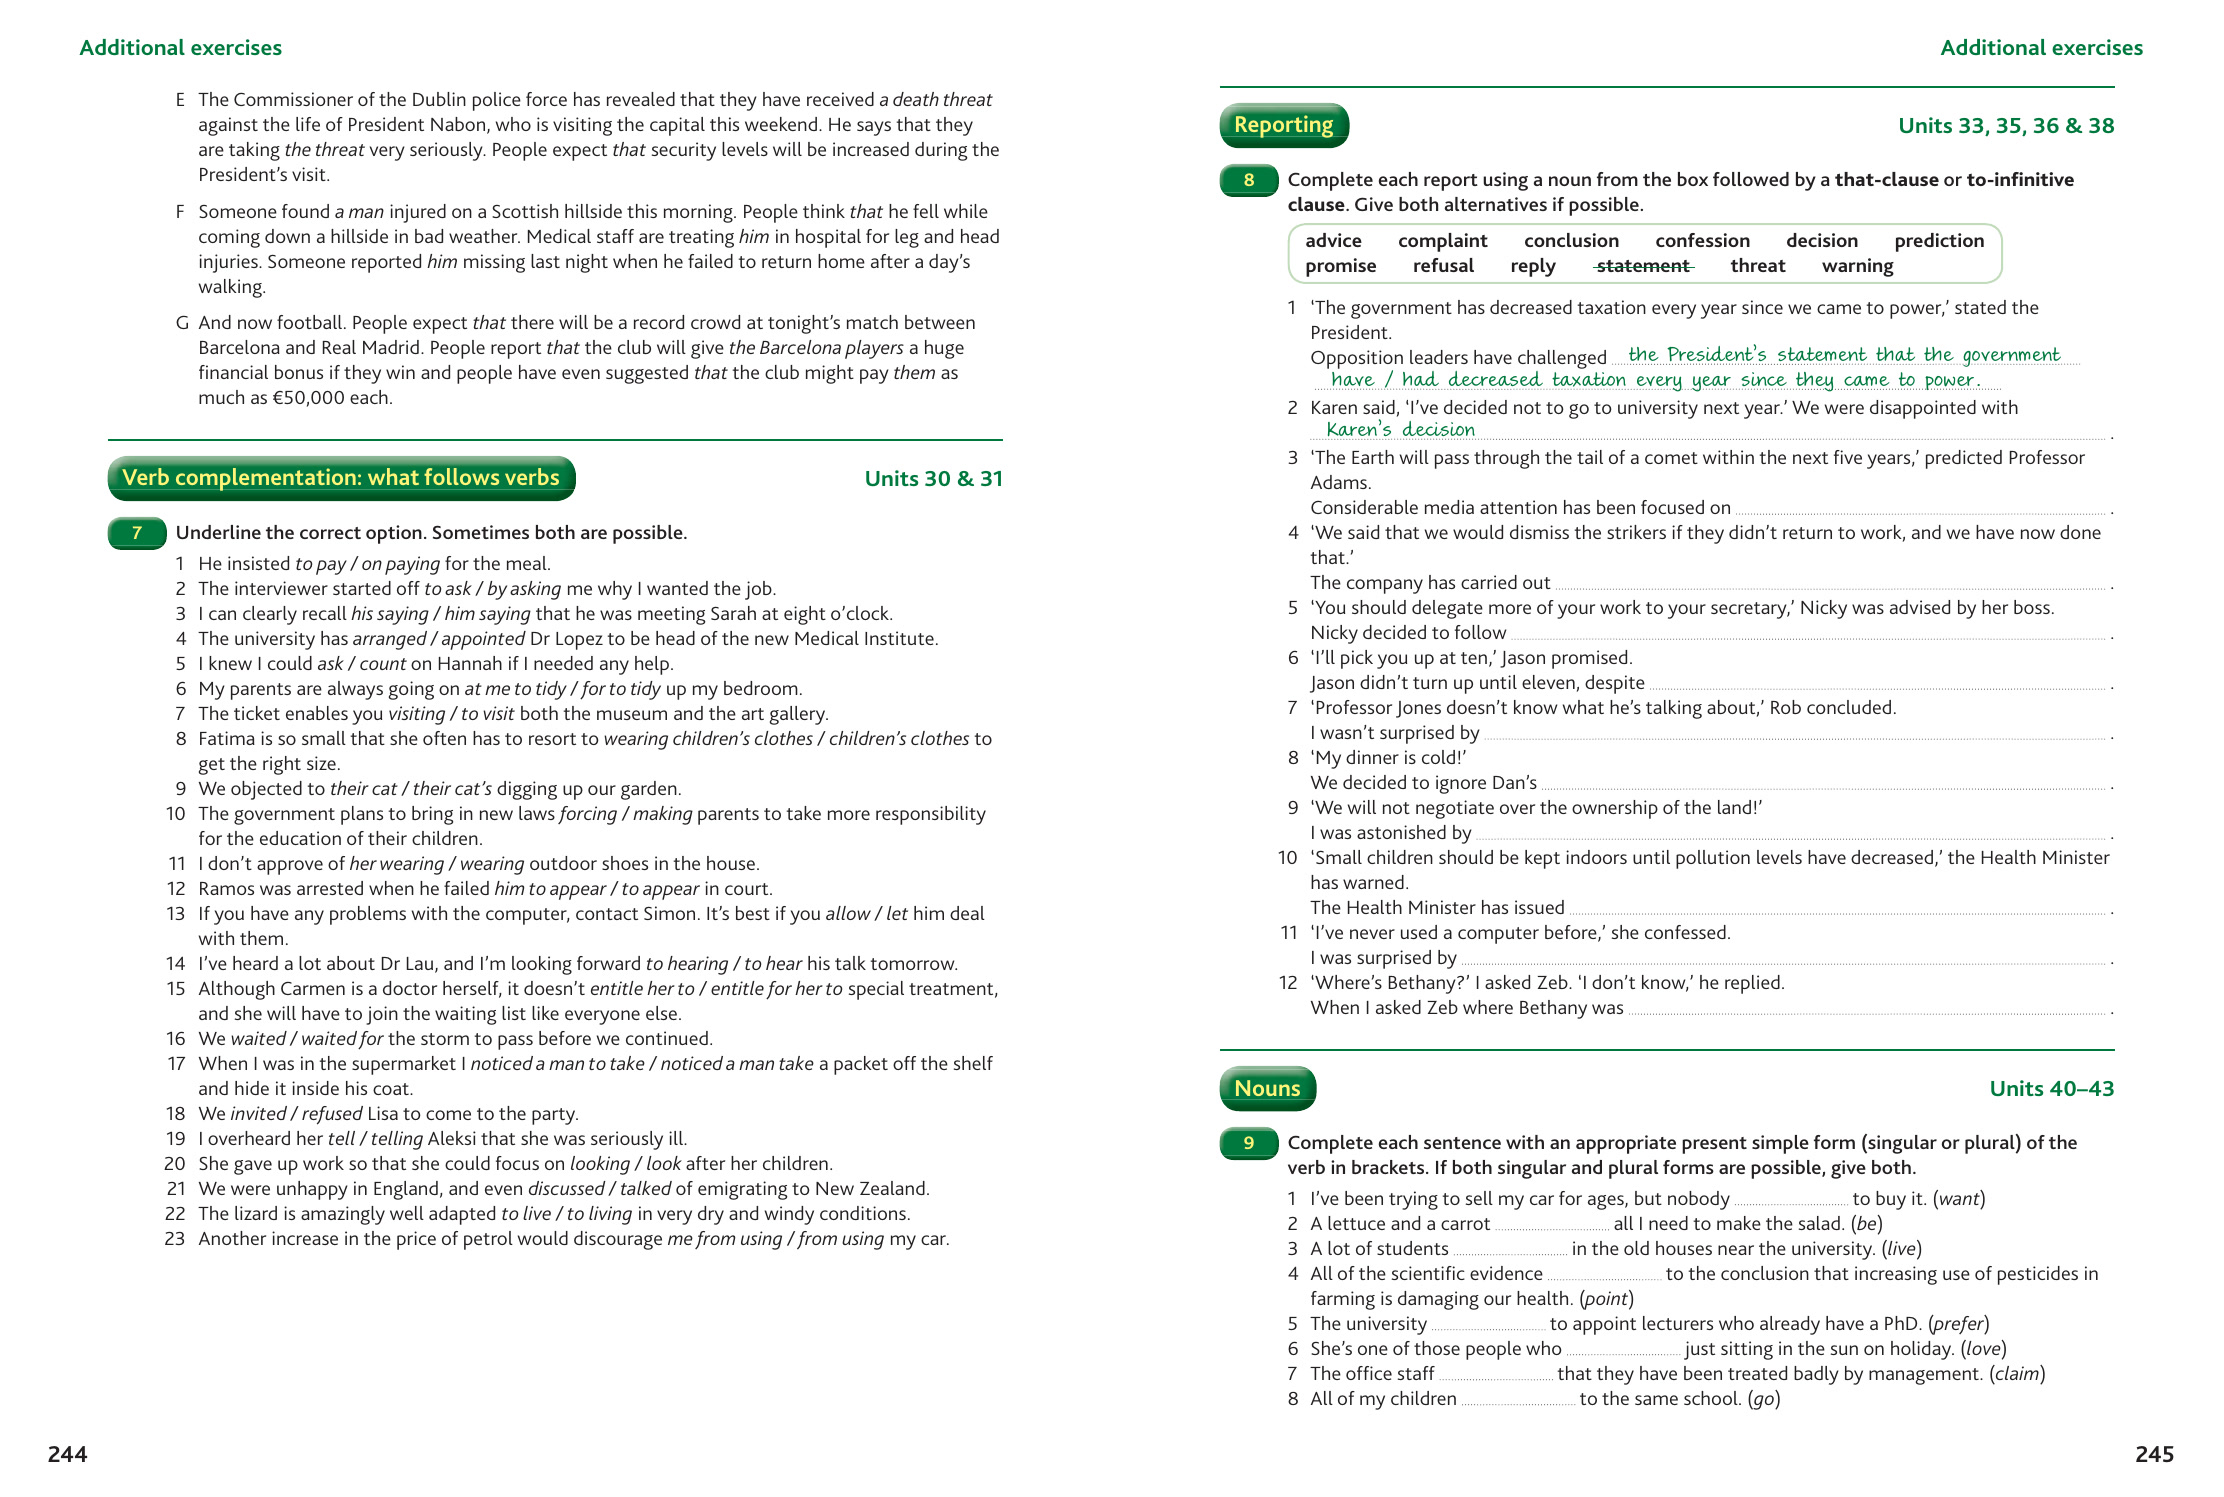 Additional exercises
E The Commissioner of the Dublin police force has revealed that they have received a death threat
against the life of President Nabon, who is visiting the capital this weekend. He says that they
are taking the threat very seriously. People expect that security levels will be increased during the
President’s visit.
F Someone found a man injured on a Scottish hillside this morning. People think that he fell while
coming down a hillside in bad weather. Medical staff are treating him in hospital for leg and head
injuries. Someone reported him missing last night when he failed to return home after a day’s
walking.
G And now football. People expect that there will be a record crowd at tonight’s match between
Barcelona and Real Madrid. People report that the club will give the Barcelona players a huge
financial bonus if they win and people have even suggested that the club might pay them as
much as €50,000 each.
Verb complementation: what follows verbs Units 30 & 31
7 Underline the correct option. Sometimes both are possible.
1 He insisted to pay / on paying for the meal.
2 The interviewer started off to ask / by asking me why I wanted the job.
3 I can clearly recall his saying / him saying that he was meeting Sarah at eight o’clock.
4 The university has arranged / appointed Dr Lopez to be head of the new Medical Institute.
5 I knew I could ask / count on Hannah if I needed any help.
6 My parents are always going on at me to tidy / for to tidy up my bedroom.
7 The ticket enables you visiting / to visit both the museum and the art gallery.
8 Fatima is so small that she often has to resort to wearing children’s clothes / children’s clothes to
get the right size.
9 We objected to their cat / their cat’s digging up our garden.
10 The government plans to bring in new laws forcing / making parents to take more responsibility
for the education of their children.
11 I don’t approve of her wearing / wearing outdoor shoes in the house.
12 Ramos was arrested when he failed him to appear / to appear in court.
13 If you have any problems with the computer, contact Simon. It’s best if you allow / let him deal
with them.
14 I’ve heard a lot about Dr Lau, and I’m looking forward to hearing / to hear his talk tomorrow.
15 Although Carmen is a doctor herself, it doesn’t entitle her to / entitle for her to special treatment,
and she will have to join the waiting list like everyone else.
16 We waited / waited for the storm to pass before we continued.
17 When I was in the supermarket I noticed a man to take / noticed a man take a packet off the shelf
and hide it inside his coat.
18 We invited / refused Lisa to come to the party.
19 I overheard her tell / telling Aleksi that she was seriously ill.
20 She gave up work so that she could focus on looking / look after her children.
21 We were unhappy in England, and even discussed / talked of emigrating to New Zealand.
22 The lizard is amazingly well adapted to live / to living in very dry and windy conditions.
23 Another increase in the price of petrol would discourage me from using / from using my car.
244
Additional exercises
Reporting Units 33, 35, 36 & 38
8 Complete each report using a noun from the box followed by a that-clause or to-infinitive
clause. Give both alternatives if possible.
advice complaint conclusion confession decision prediction
promise refusal reply statement threat warning
1 ‘The government has decreased taxation every year since we came to power,’ stated the
President.
Opposition leaders have challenged the President’s statement that the government
have / had decreased taxation every year since they came to power.
2 Karen said, ‘I’ve decided not to go to university next year.’ We were disappointed with
Karen’s decision .
3 ‘The Earth will pass through the tail of a comet within the next five years,’ predicted Professor
Adams.
Considerable media attention has been focused on .
4 ‘We said that we would dismiss the strikers if they didn’t return to work, and we have now done
that.’
The company has carried out .
5 ‘You should delegate more of your work to your secretary,’ Nicky was advised by her boss.
Nicky decided to follow .
6 ‘I’ll pick you up at ten,’ Jason promised.
Jason didn’t turn up until eleven, despite .
7 ‘Professor Jones doesn’t know what he’s talking about,’ Rob concluded.
I wasn’t surprised by .
8 ‘My dinner is cold!’
We decided to ignore Dan’s .
9 ‘We will not negotiate over the ownership of the land!’
I was astonished by .
10 ‘Small children should be kept indoors until pollution levels have decreased,’ the Health Minister
has warned.
The Health Minister has issued .
11 ‘I’ve never used a computer before,’ she confessed.
I was surprised by .
12 ‘Where’s Bethany?’ I asked Zeb. ‘I don’t know,’ he replied.
When I asked Zeb where Bethany was .
Nouns Units 40–43
9 Complete each sentence with an appropriate present simple form (singular or plural) of the
verb in brackets. If both singular and plural forms are possible, give both.
1 I’ve been trying to sell my car for ages, but nobody to buy it. (want)
2 A lettuce and a carrot all I need to make the salad. (be)
3 A lot of students in the old houses near the university. (live)
4 All of the scientific evidence to the conclusion that increasing use of pesticides in
farming is damaging our health. (point)
5 The university to appoint lecturers who already have a PhD. (prefer)
6 She’s one of those people who just sitting in the sun on holiday. (love)
7 The office staff that they have been treated badly by management. (claim)
8 All of my children to the same school. (go)
245